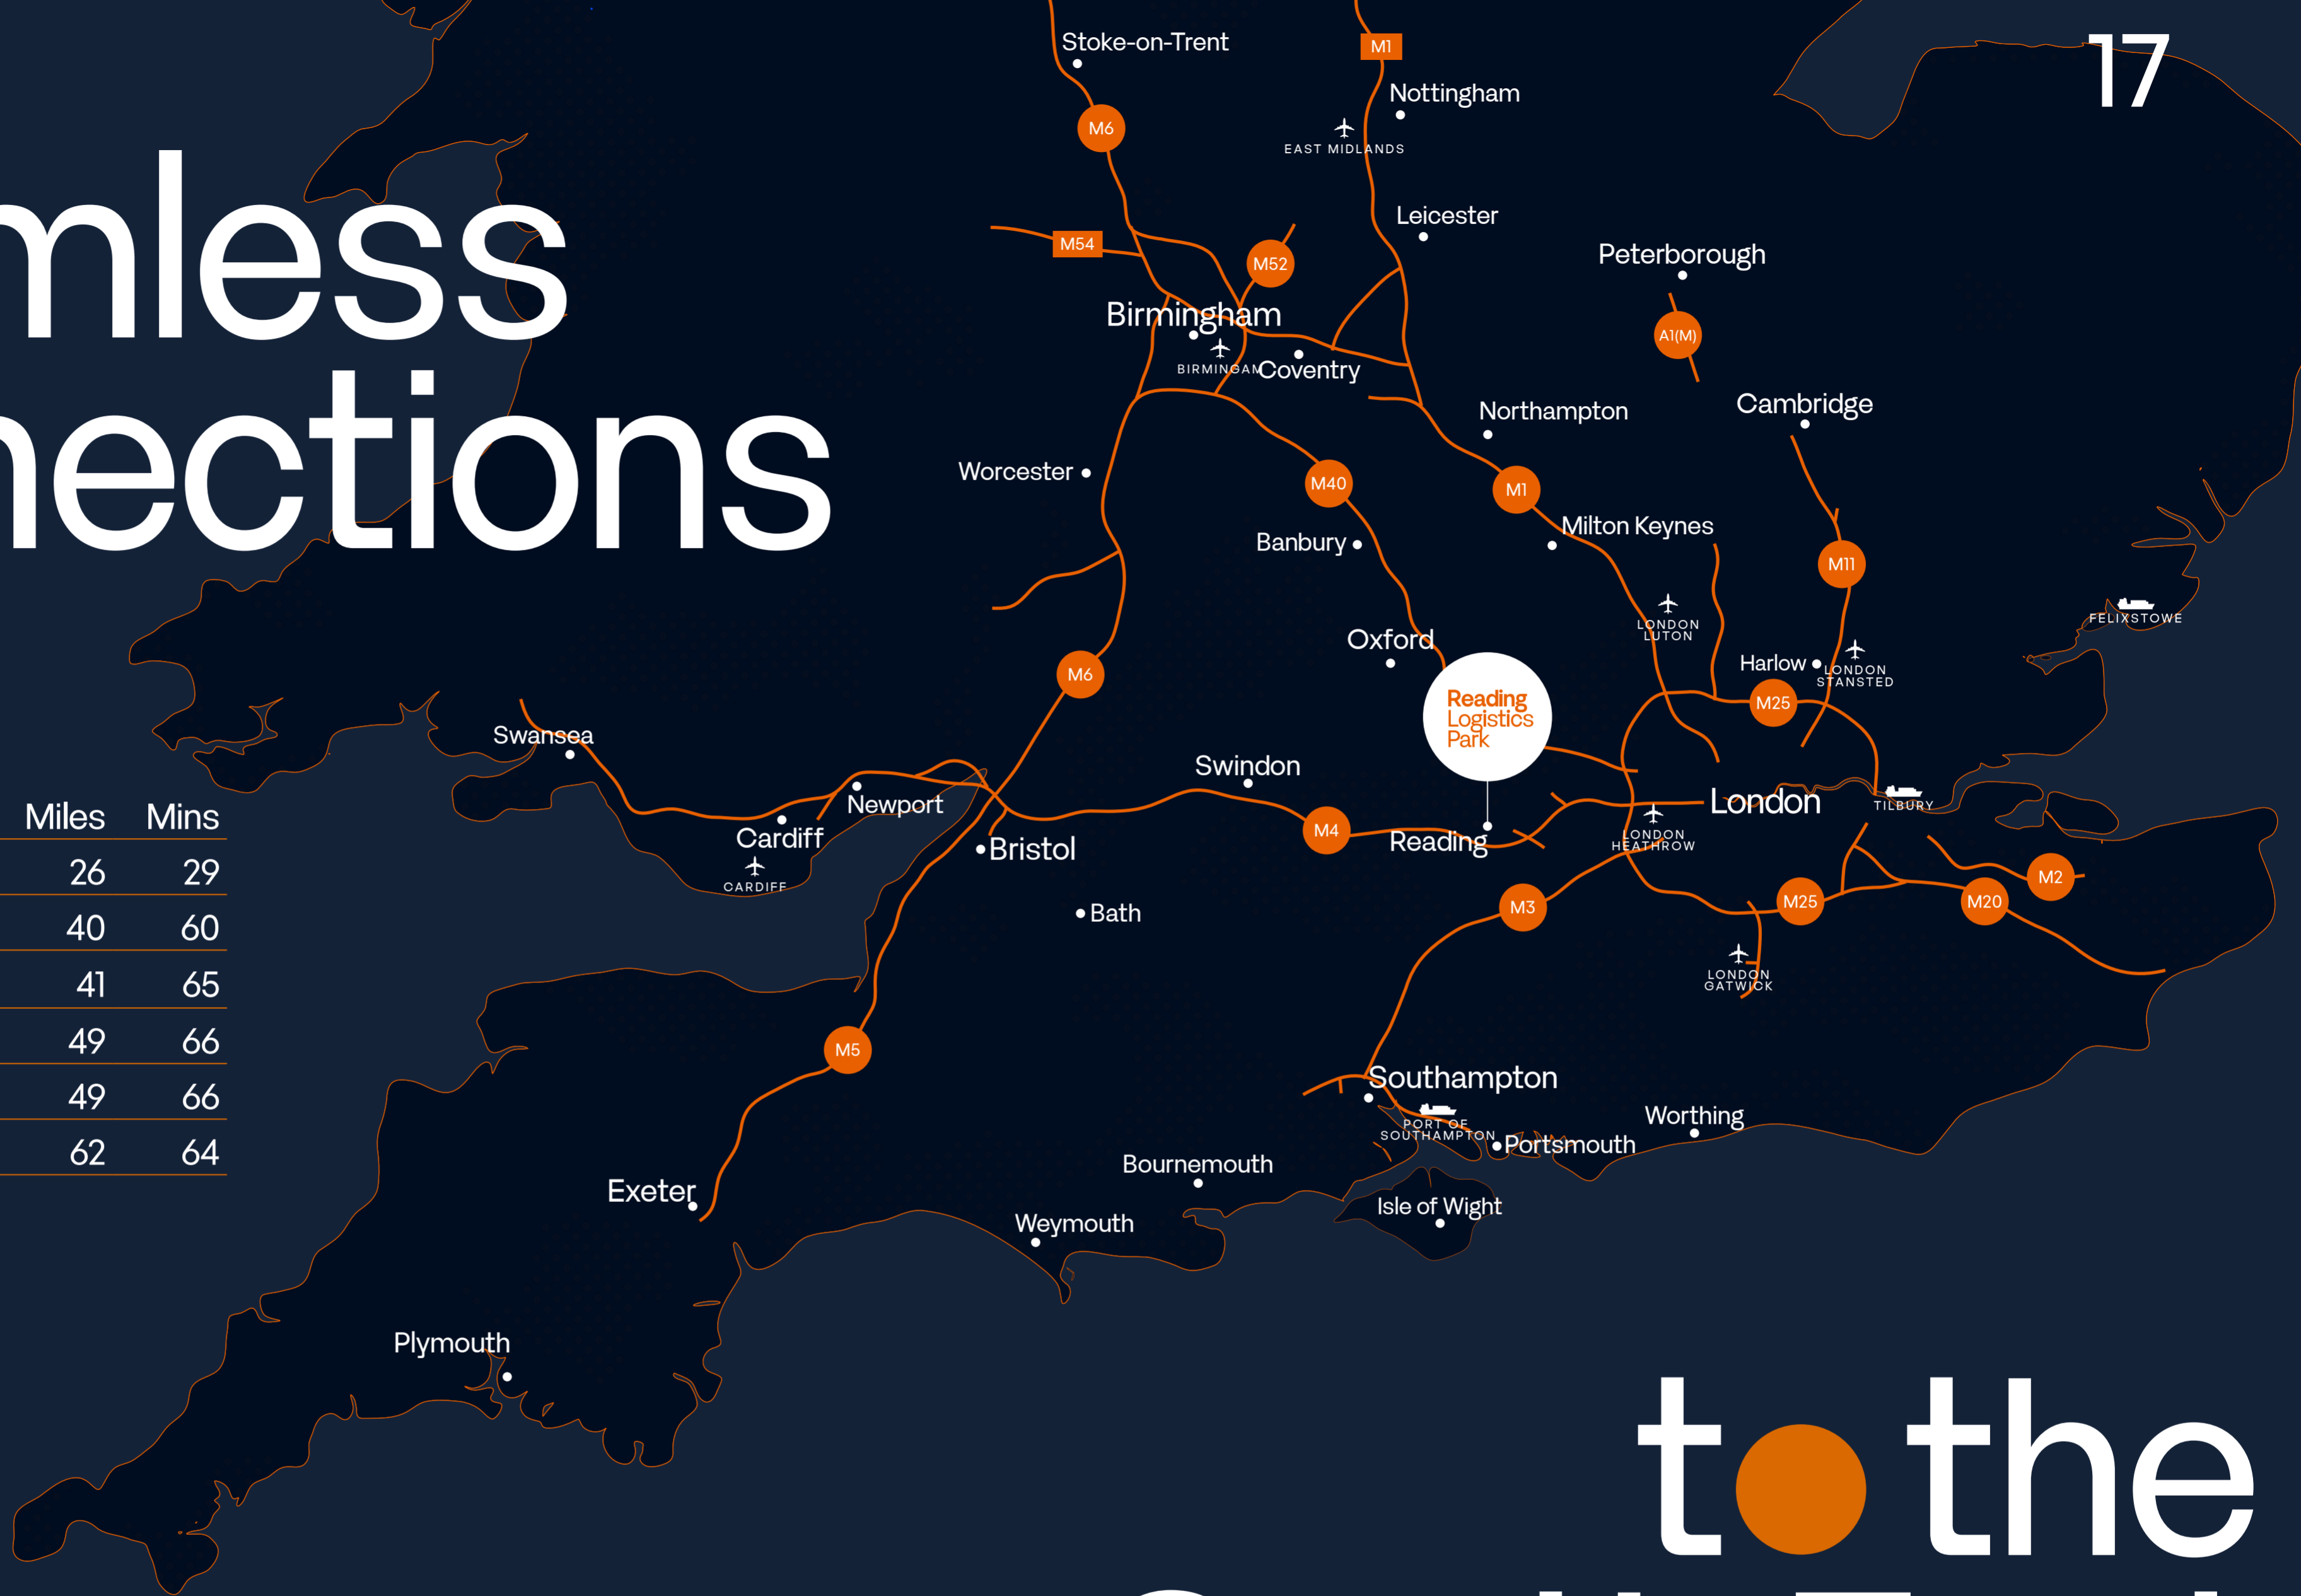 17
mless
nections
Stoke-on-Trent
M1
Nottingham
M6
EAST MIDLANDS
Leicester
M54
M52
Peterborough
Birmingham
A1(M)
BIRMINGAM
Coventry
Cambridge
Northampton
Worcester
M40
M1
Milton Keynes
Banbury
M11
LONDON
LUTON
FELIXSTOWE
Oxford
Harlow
LONDON
STANSTED
M6
Reading
Logistics
Park
M25
Swansea
Swindon
Newport
London
TILBURY
Cardiff
CARDIFF
Bristol
M4
Reading
LONDON
HEATHROW
M2
M3
M25
M20
Bath
LONDON
GATWICK
M5
Southampton
PORT OF
SOUTHAMPTON
Portsmouth
Worthing
Bournemouth
Exeter
Isle of Wight
Weymouth
Plymouth
Miles Mins
26 29
40 60
41 65
49 66
49 66
62 64
to the